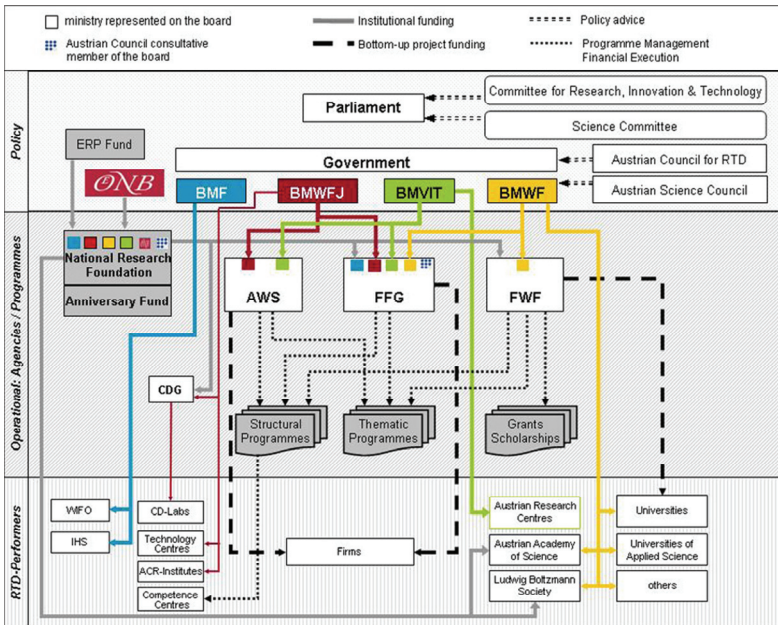 ministry represented on the board
Austrian Council consultative
member of the board
Institutional funding
Bottom-up project funding
Policy advice
Programme Management
Financial Execution
Policy
Parliament
Committee for Research, Innovation & Technology
Science Committee
ERP Fund
ŒNB
Government
Austrian Council for RTD
Austrian Science Council
BMF
BMWFJ
BMVIT
BMWF
Operational: Agencies / Programmes
National Research
Foundation
Anniversary Fund
AWS
FFG
FWF
CDG
Structural
Programmes
Thematic
Programmes
Grants
Scholarships
RTD-Performers
WIFO
IHS
CD-Labs
Technology
Centres
ACR-Institutes
Competence
Centres
Firms
Austrian Research
Centres
Austrian Academy
of Science
Ludwig Boltzmann
Society
Universities
Universities
of Applied Science
others